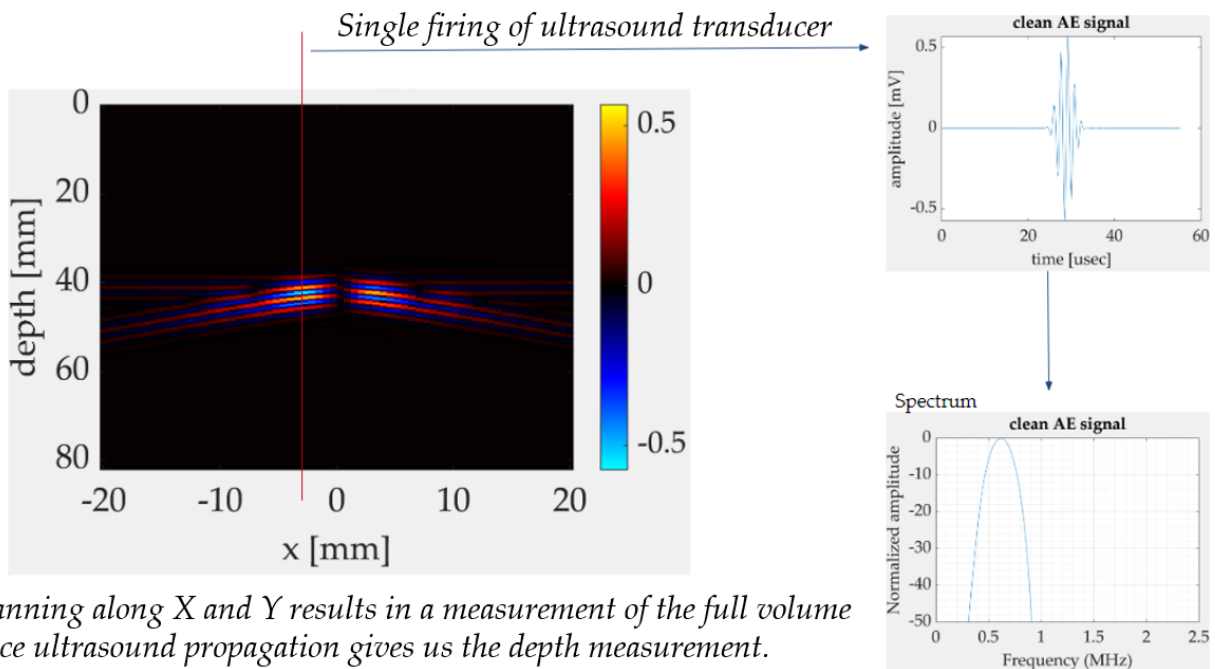 Single firing of ultrasound transducer
0
20
40
60
80
depth [mm]
-20
-10
0
10
20
x [mm]
0.5
0
-0.5
clean AE signal
0.5
0
-0.5
amplitude [mV]
0
20
40
60
time [usec]
Spectrum
clean AE signal
0
-10
-20
-30
-40
-50
Normalized amplitude
0
0.5
1
1.5
2
2.5
Frequency (MHz)
anning along X and Y results in a measurement of the full volume
ce ultrasound propagation gives us the depth measurement.